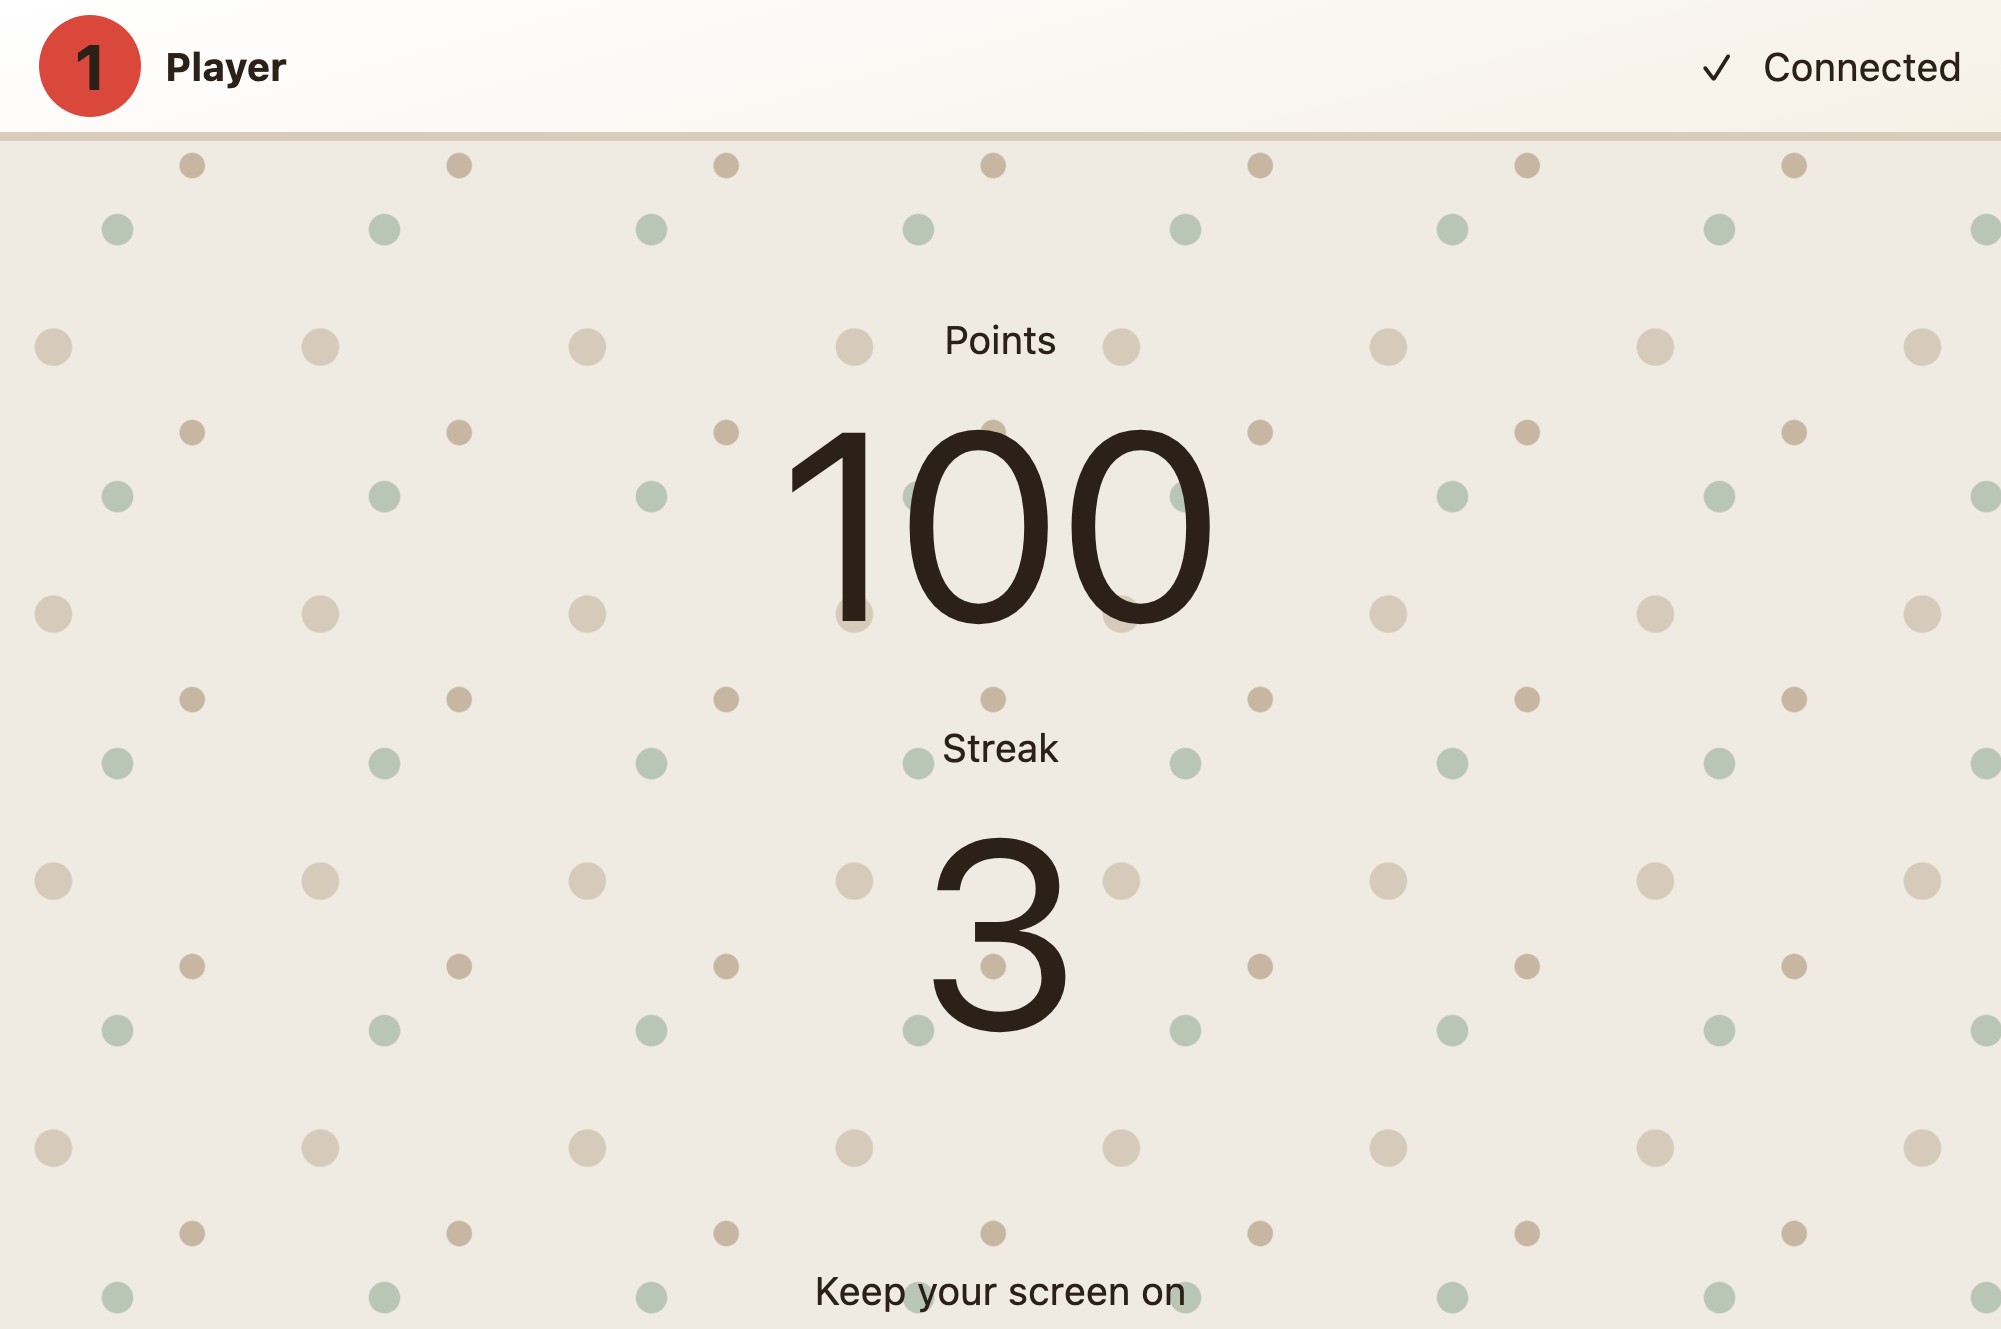 1 Player
✓ Connected
Points
100
Streak
3
Keep your screen on